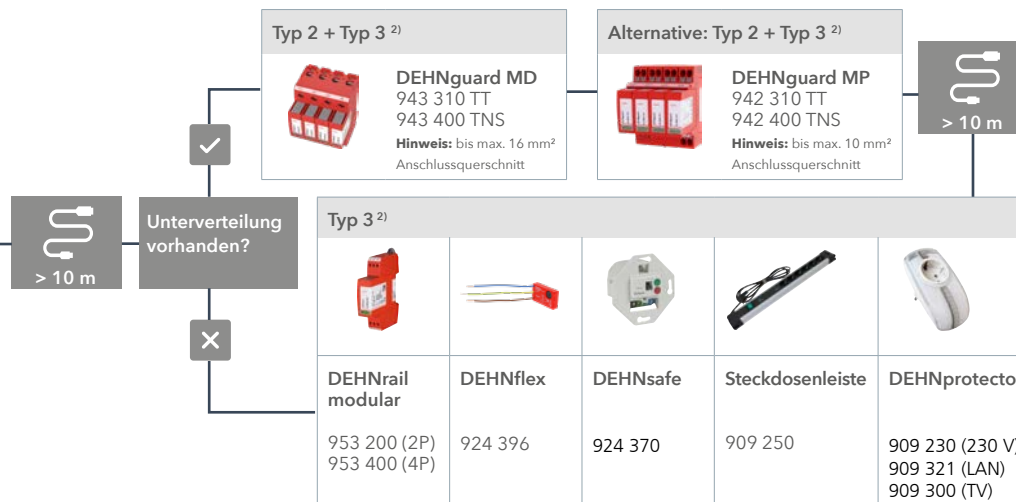 Typ 2 + Typ 3 ²⁾
DEHNguard MD
943 310 TT
943 400 TNS
Hinweis: bis max. 16 mm²
Anschlussquerschnitt
Alternative: Typ 2 + Typ 3 ²⁾
DEHNguard MP
942 310 TT
942 400 TNS
Hinweis: bis max. 10 mm²
Anschlussquerschnitt
> 10 m
> 10 m
Unterverteilung
vorhanden?
Typ 3 ²⁾
DEHNrail
modular
953 200 (2P)
953 400 (4P)
DEHNflex
924 396
DEHNsafe
924 370
Steckdosenleiste
909 250
DEHNprotecto
909 230 (230 V)
909 321 (LAN)
909 300 (TV)